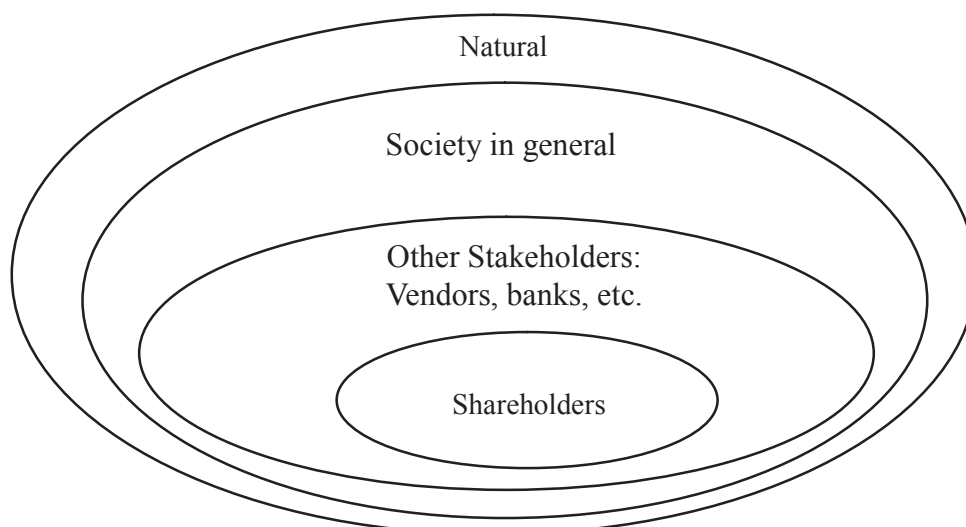 Natural
Society in general
Other Stakeholders:
Vendors, banks, etc.
Shareholders